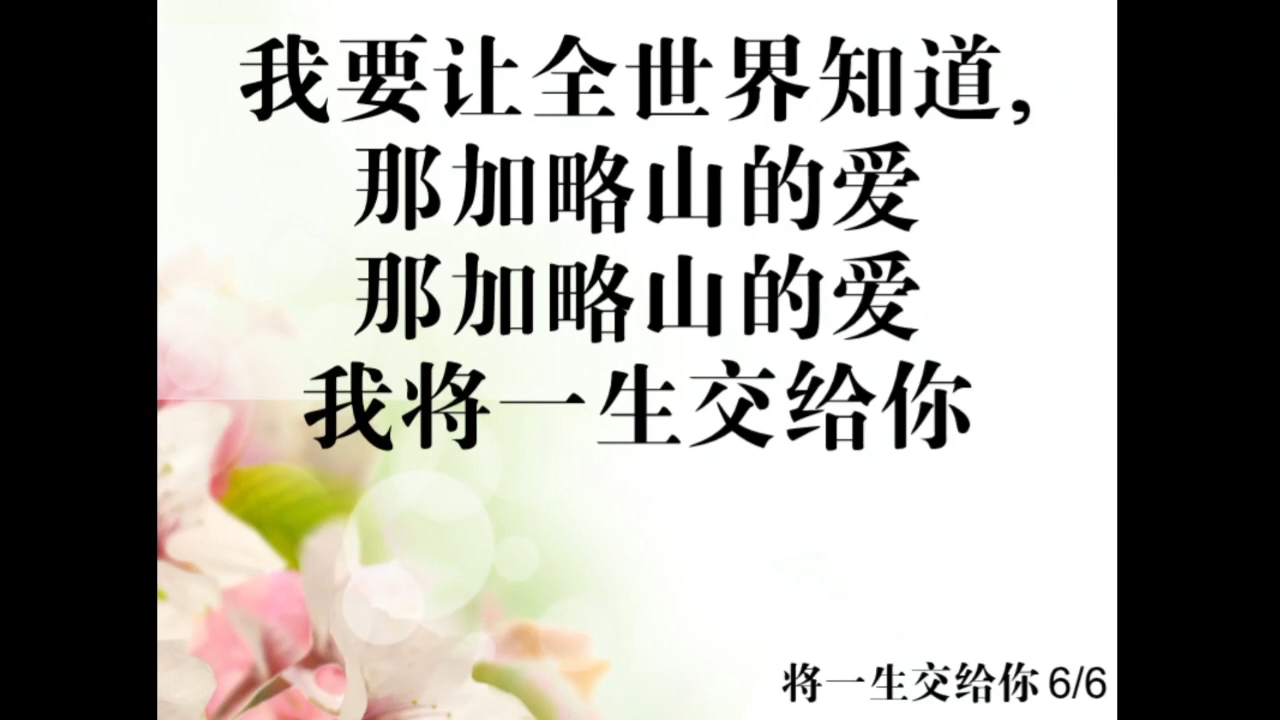 我要让全世界知道,
那加略山的爱
那加略山的爱
我将一生交给你
将一生交给你 6/6